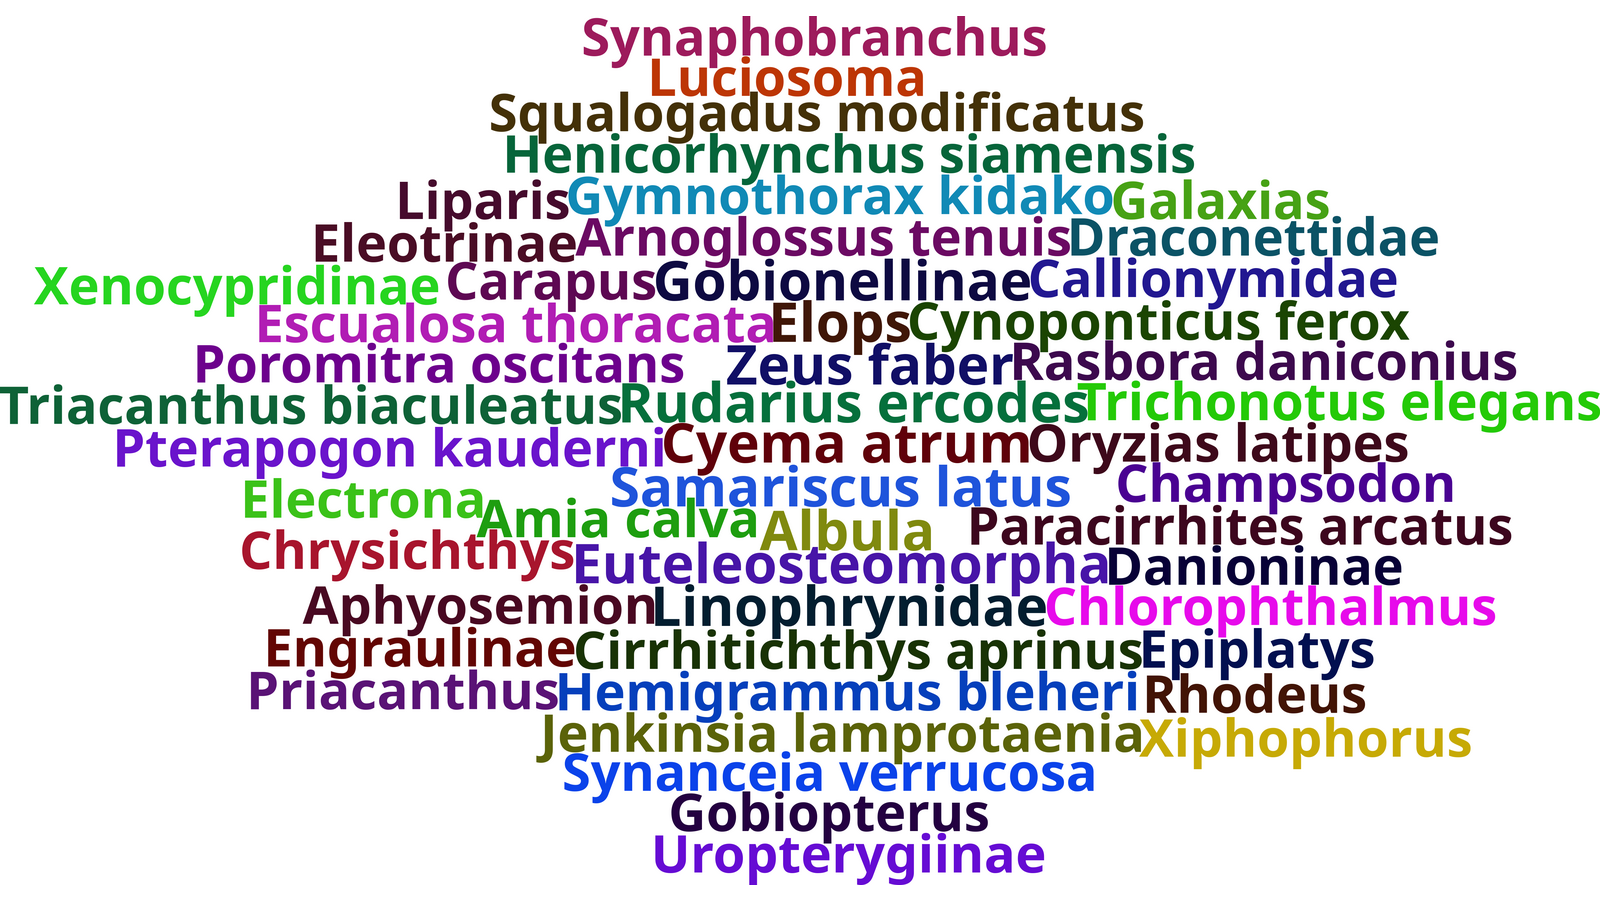 Synaphobranchus
Luciosoma
Squalogadus modificatus
Henicorhynchus siamensis
Liparis Gymnothorax kidako Galaxias
Eleotrinae Arnoglossus tenuis Draconettidae
Xenocypridinae Carapus Gobionellinae Callionymidae
Escualosa thoracata Elops Cynoponticus ferox
Poromitra oscitans Zeus faber Rasbora daniconius
Triacanthus biaculeatus Rudarius ercodes Trichonotus elegans
Pterapogon kauderni Cyema atrum Oryzias latipes
Electrona Samariscus latus Champsodon
Amia calva Albula Paracirrhites arcatus
Chrysichthys Euteleosteomorpha Danioninae
Aphyosemion Linophrynidae Chlorophthalmus
Engraulinae Cirrhitichthys aprinus Epiplatys
Priacanthus Hemigrammus bleheri Rhodeus
Jenkinsia lamprotaenia Xiphophorus
Synanceia verrucosa
Gobiopterus
Uropterygiinae